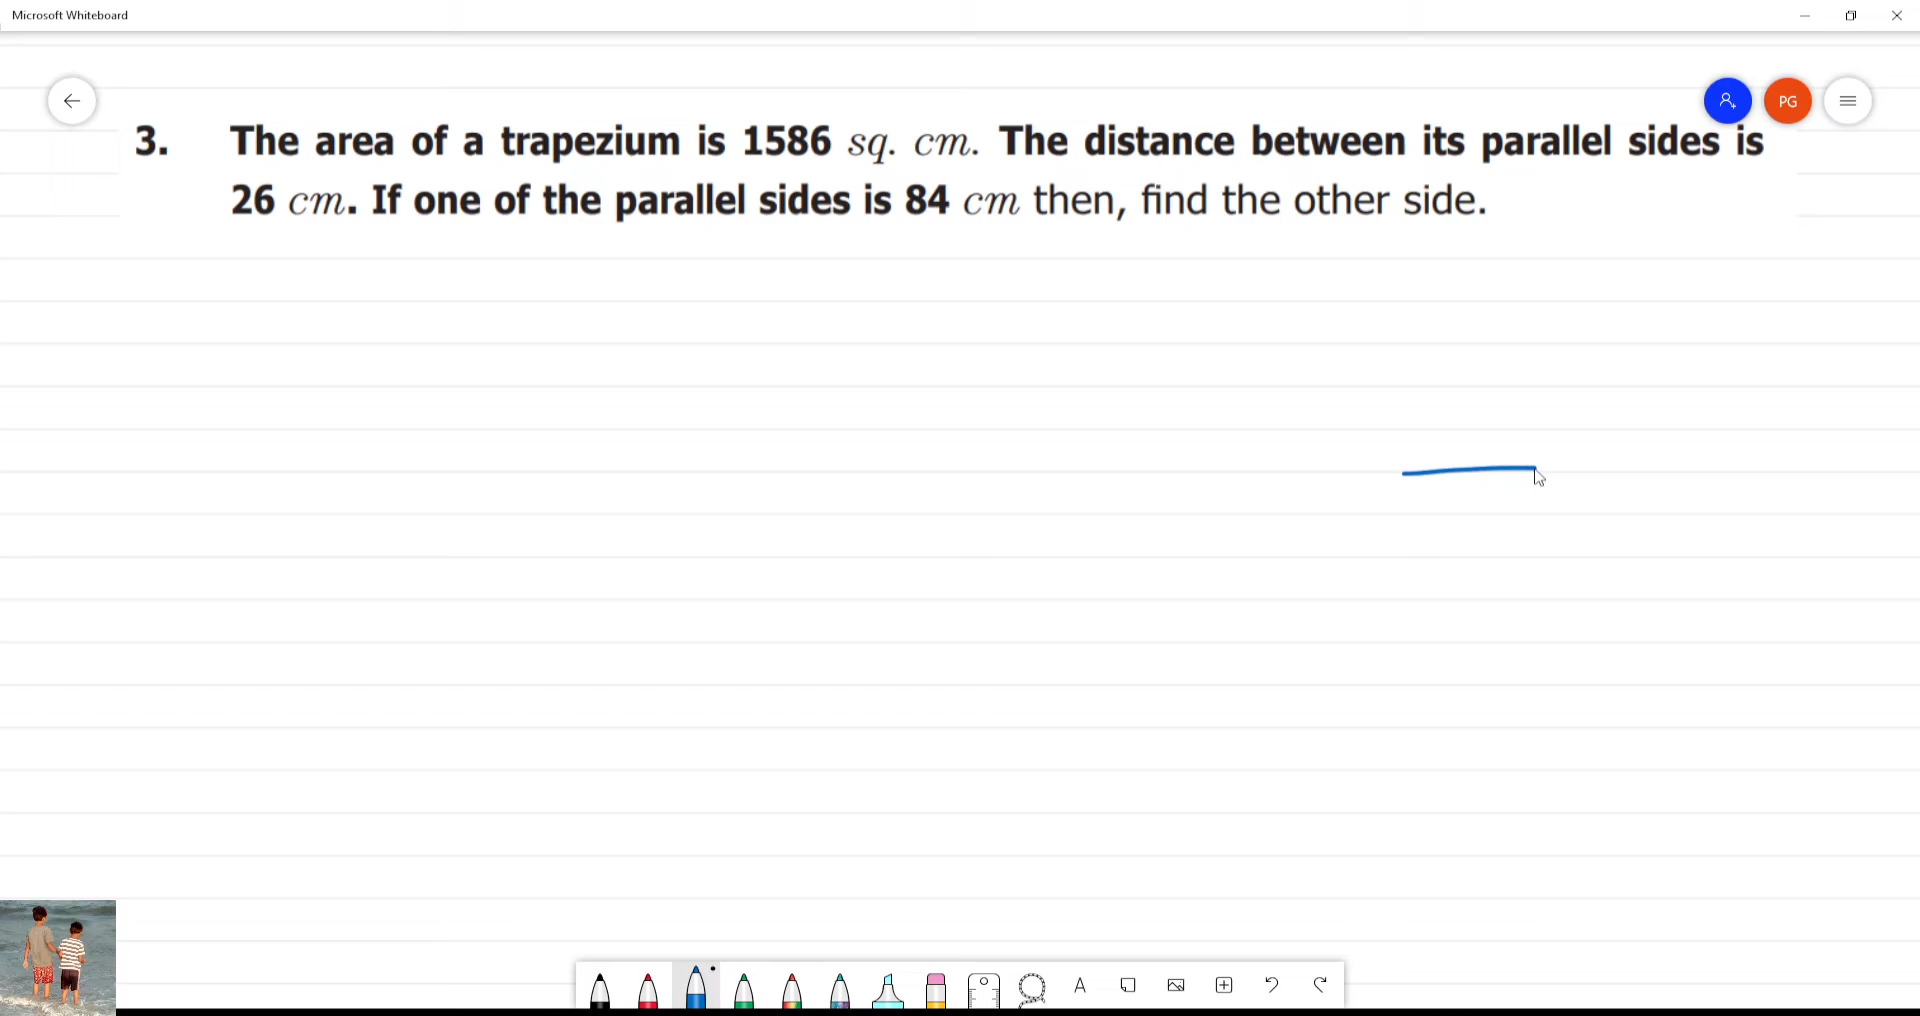 Microsoft Whiteboard
PG
3. The area of a trapezium is 1586 sq. cm. The distance between its parallel sides is
26 cm. If one of the parallel sides is 84 cm then, find the other side.
A